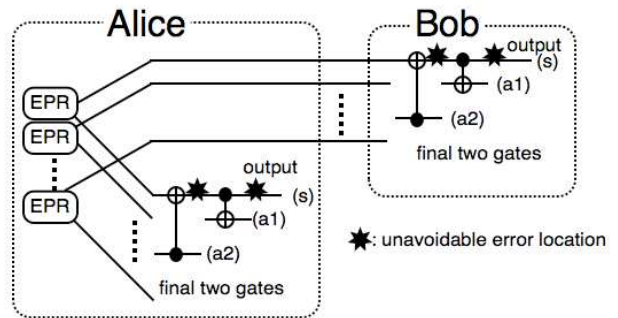 Alice
Bob
output
(s)
(a1)
(a2)
final two gates
EPR
EPR
EPR
output
(s)
(a1)
(a2)
final two gates
: unavoidable error location